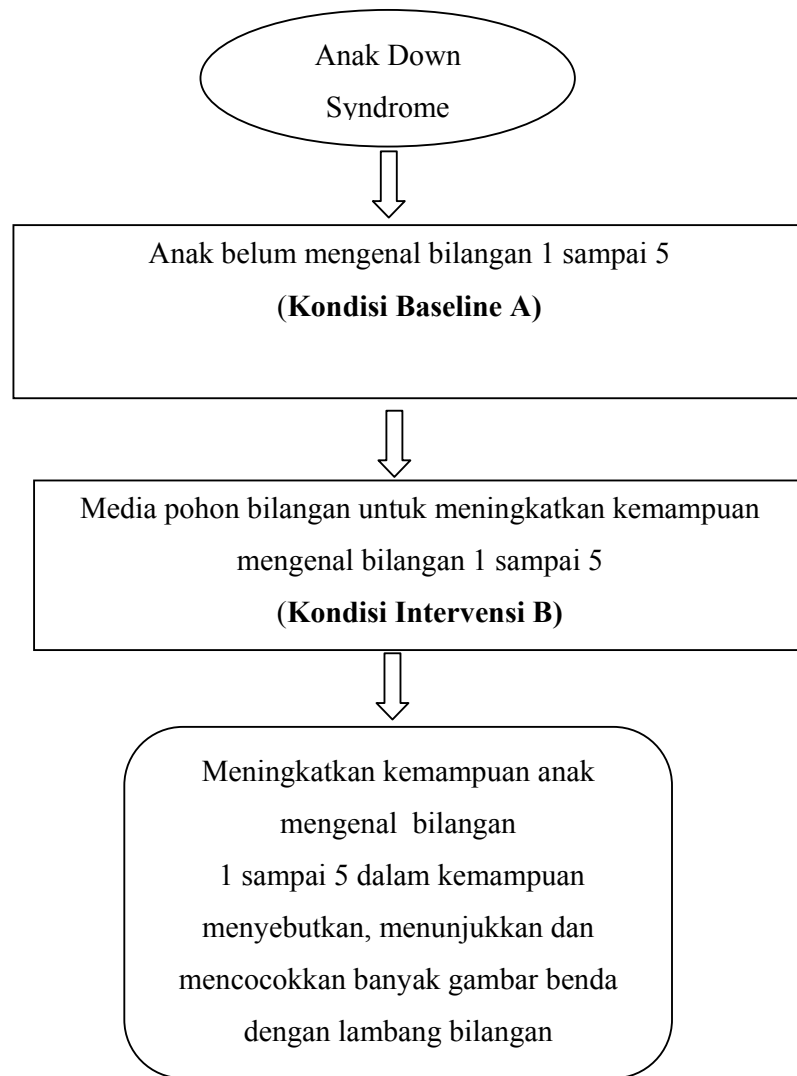 Anak Down
Syndrome
Anak belum mengenal bilangan 1 sampai 5
(Kondisi Baseline A)
Media pohon bilangan untuk meningkatkan kemampuan
mengenal bilangan 1 sampai 5
(Kondisi Intervensi B)
Meningkatkan kemampuan anak
mengenal bilangan
1 sampai 5 dalam kemampuan
menyebutkan, menunjukkan dan
mencocokkan banyak gambar benda
dengan lambang bilangan